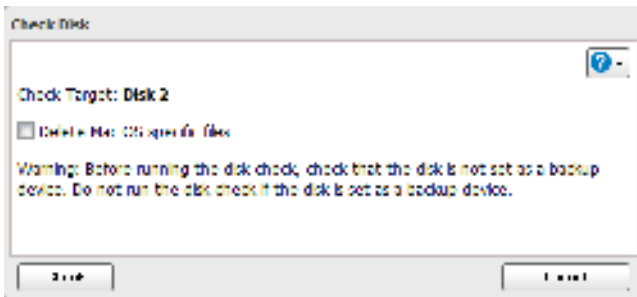 Check Disk
Check Target: Disk 2
Delete Mac OS specific files
Warning: Before running the disk check, check that the disk is not set as a backup
device. Do not run the disk check if the disk is set as a backup device.